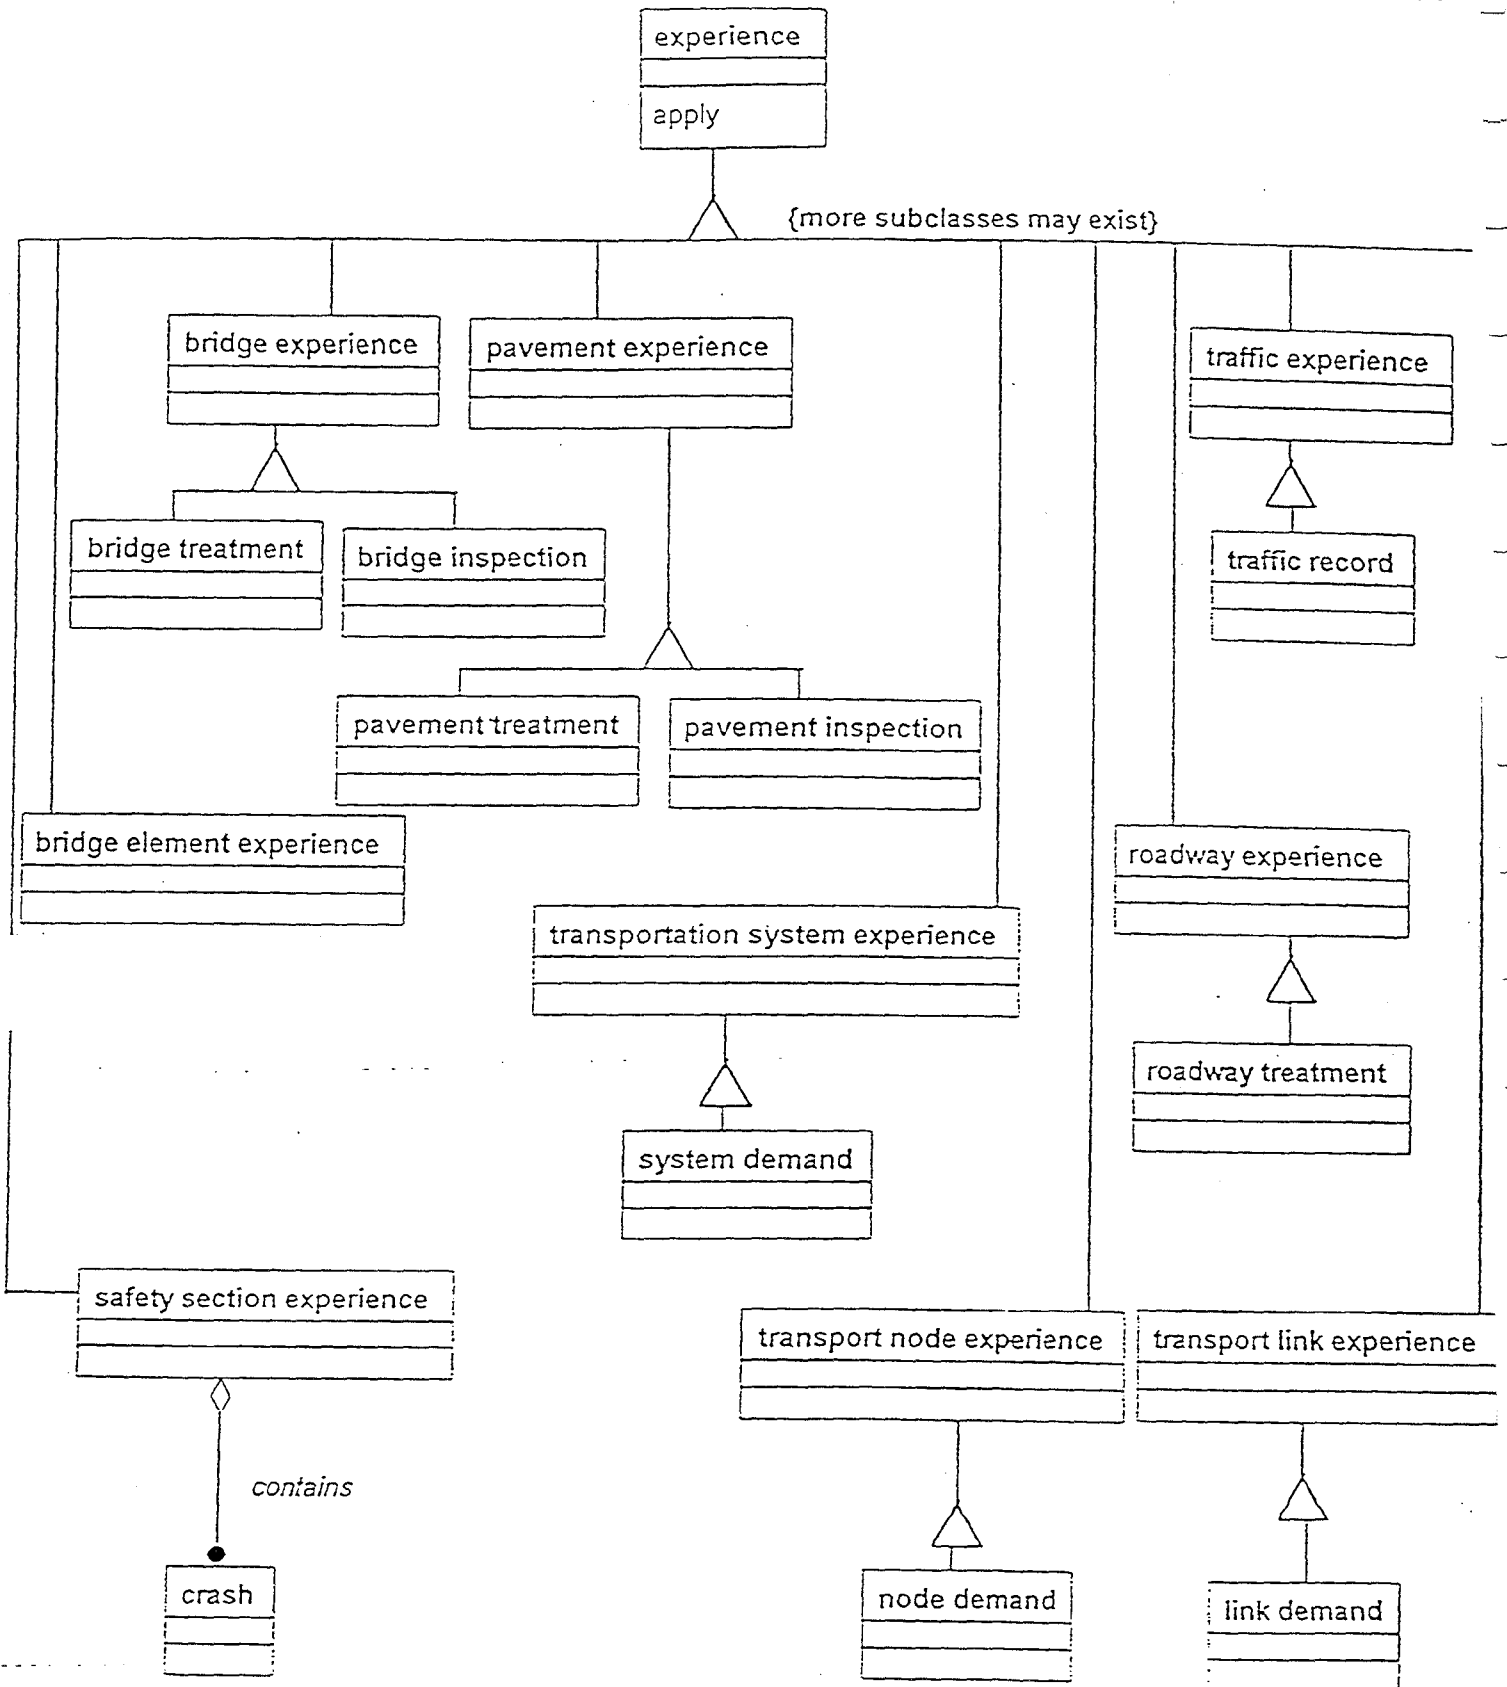 experience
apply
{more subclasses may exist}
bridge experience
pavement experience
traffic experience
bridge treatment
bridge inspection
traffic record
pavement treatment
pavement inspection
bridge element experience
roadway experience
transportation system experience
roadway treatment
system demand
safety section experience
transport node experience
transport link experience
contains
crash
node demand
link demand